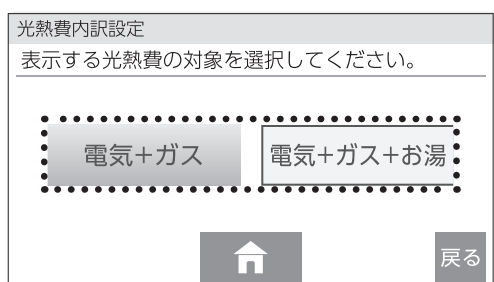 光熱費内訳設定
表示する光熱費の対象を選択してください。
電気+ガス
電気+ガス+お湯
戻る